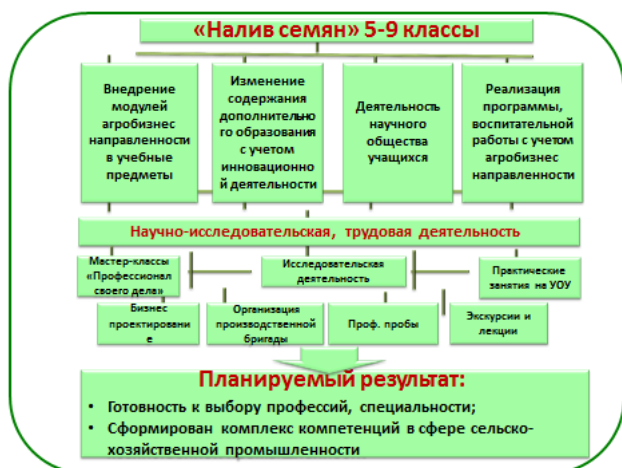 «Налив семян» 5-9 классы
Внедрение
модулей
агробизнес
направленности
в учебные
предметы
Изменение
содержания
дополнительно
го образования
с учетом
инновационно
й деятельности
Деятельность
научного
общества
учащихся
Реализация
программы,
воспитательной
работы с учетом
агробизнес
направленности
Научно-исследовательская, трудовая деятельность
Мастер-классы
«Профессионал
своего дела»
Исследовательская
деятельность
Практические
занятия на УОУ
Бизнес
проектировани
е
Организация
производственной
бригады
Проф. пробы
Экскурсии и
лекции
Планируемый результат:
• Готовность к выбору профессий, специальности;
• Сформирован комплекс компетенций в сфере сельско-
хозяйственной промышленности